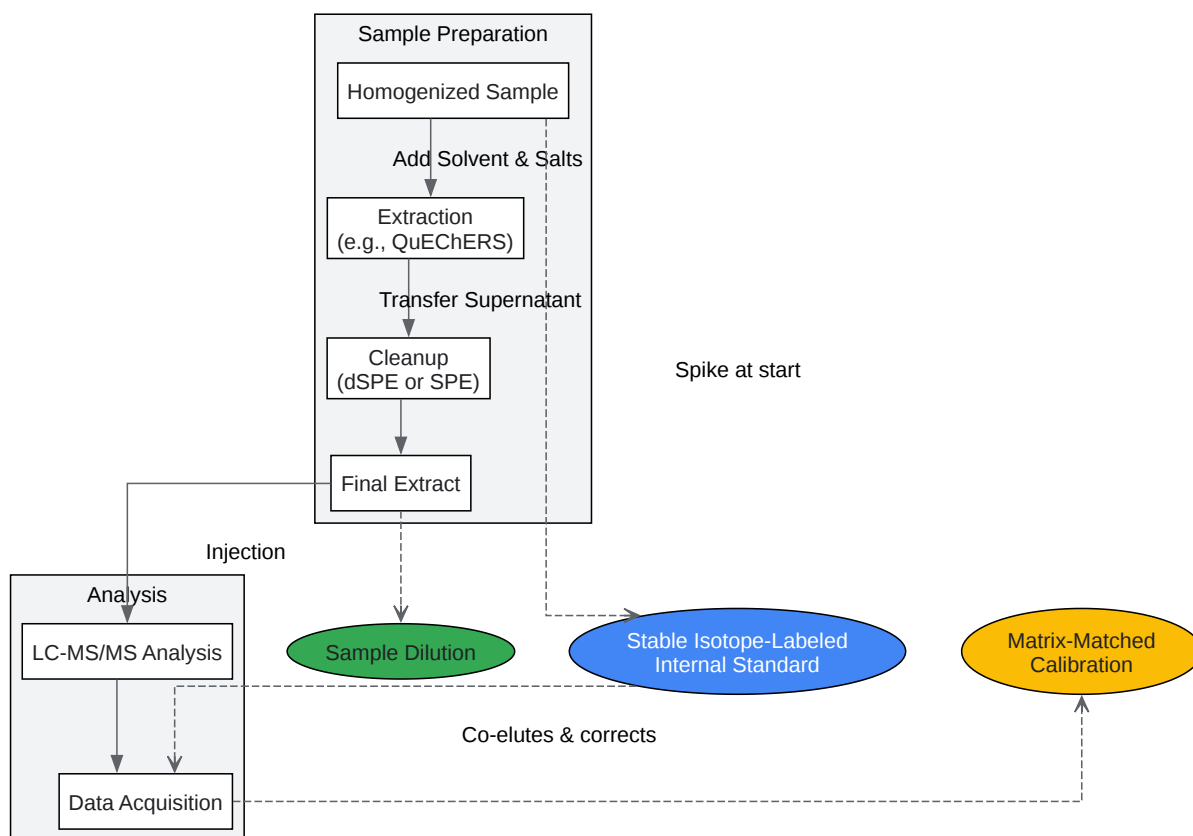 Sample Preparation
Homogenized Sample
Add Solvent & Salts
Extraction
(e.g., QuEChERS)
Transfer Supernatant
Cleanup
(dSPE or SPE)
Spike at start
Final Extract
Injection
Analysis
LC-MS/MS Analysis
Sample Dilution
Stable Isotope-Labeled
Internal Standard
Matrix-Matched
Calibration
Co-elutes & corrects
Data Acquisition